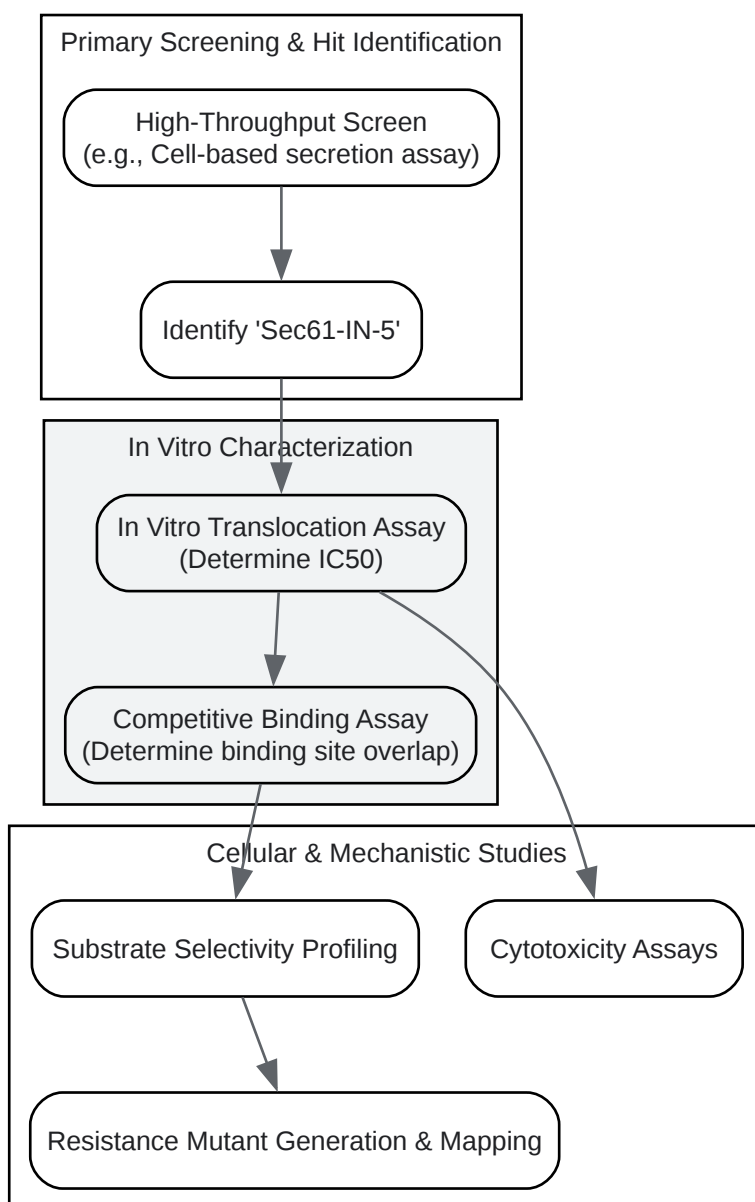 Primary Screening & Hit Identification
High-Throughput Screen
(e.g., Cell-based secretion assay)
Identify 'Sec61-IN-5'
In Vitro Characterization
In Vitro Translocation Assay
(Determine IC50)
Competitive Binding Assay
(Determine binding site overlap)
Cellular & Mechanistic Studies
Substrate Selectivity Profiling
Cytotoxicity Assays
Resistance Mutant Generation & Mapping